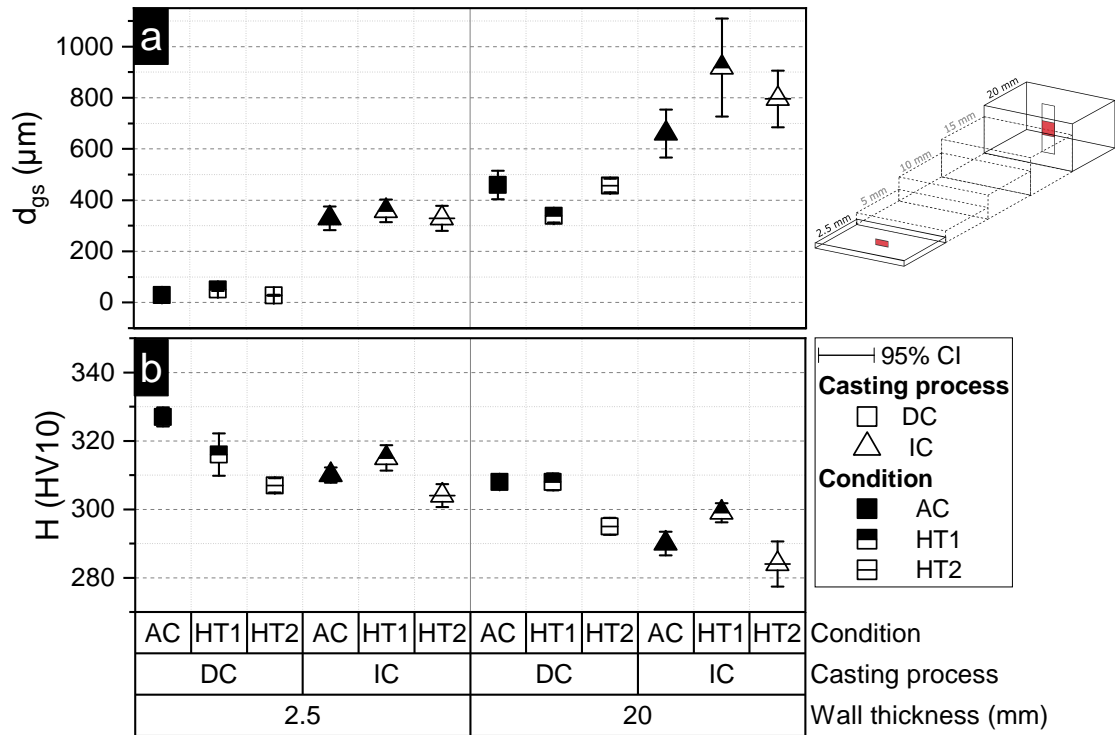 a
1000
800
600
400
200
0
d_gs (µm)
20 mm
15 mm
10 mm
5 mm
2.5 mm
b
340
320
300
280
H (HV10)
95% CI
Casting process
DC
IC
Condition
AC
HT1
HT2
AC HT1 HT2 AC HT1 HT2 AC HT1 HT2 AC HT1 HT2 Condition
DC IC DC IC Casting process
2.5 20 Wall thickness (mm)